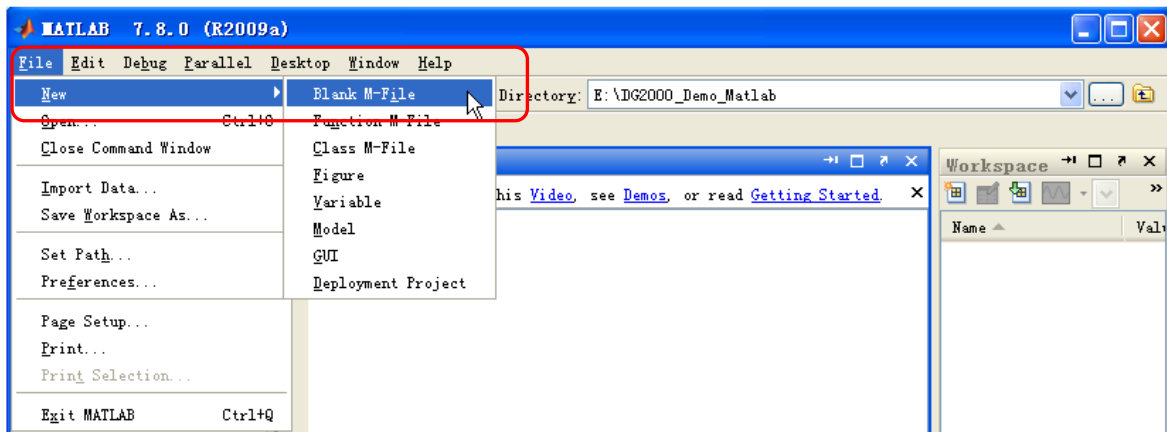 MATLAB 7.8.0 (R2009a)
File Edit Debug Parallel Desktop Window Help
New
Blank M-File
Directory: E:\DG2000_Demo_Matlab ...
Open... Ctrl+O
Function M-File
Close Command Window
Class M-File
Figure
Import Data...
Variable
his Video, see Demos, or read Getting Started.
Save Workspace As...
Model
Set Path...
GUI
Preferences...
Deployment Project
Page Setup...
Print...
Print Selection...
Exit MATLAB Ctrl+Q
Workspace
Name Valu